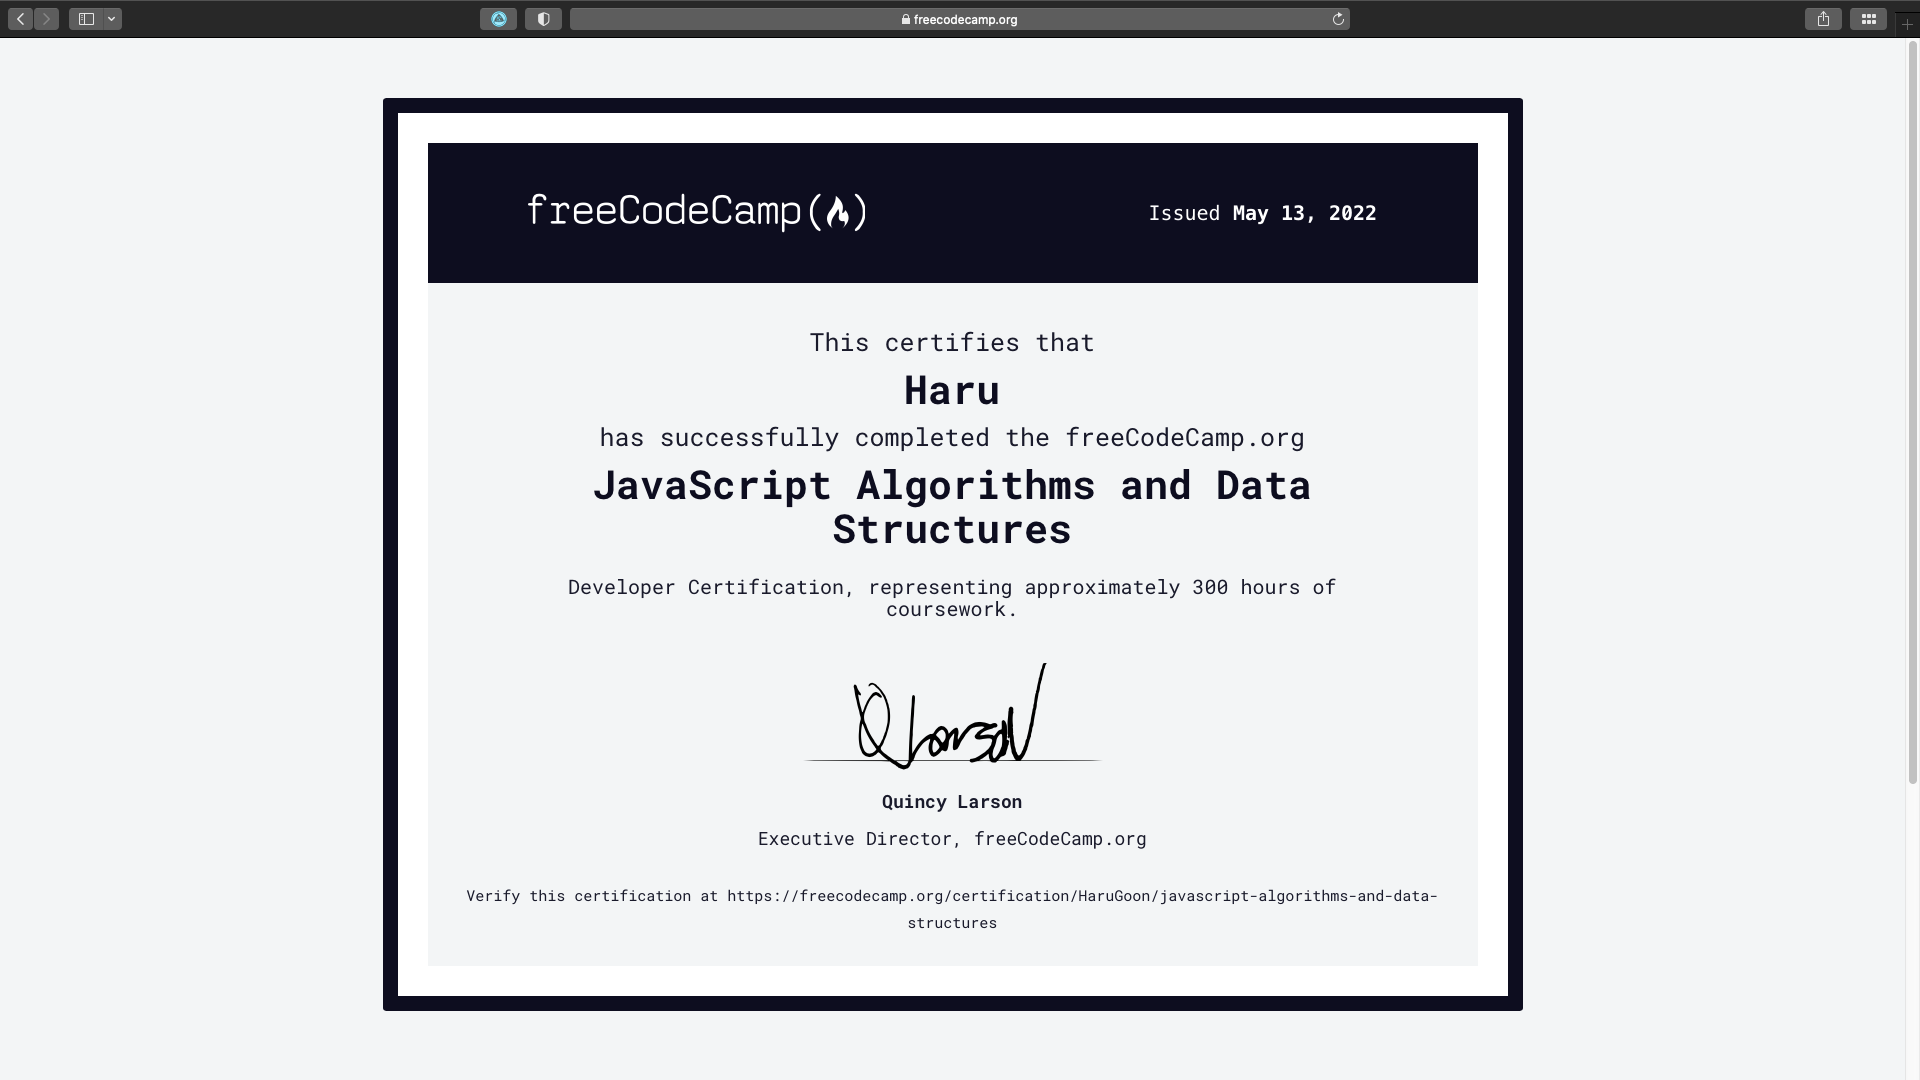 freecodecamp.org
freeCodeCamp(🔥)
Issued May 13, 2022
This certifies that
Haru
has successfully completed the freeCodeCamp.org
JavaScript Algorithms and Data
Structures
Developer Certification, representing approximately 300 hours of
coursework.
Q Larson
Quincy Larson
Executive Director, freeCodeCamp.org
Verify this certification at https://freecodecamp.org/certification/HaruGoon/javascript-algorithms-and-data-
structures